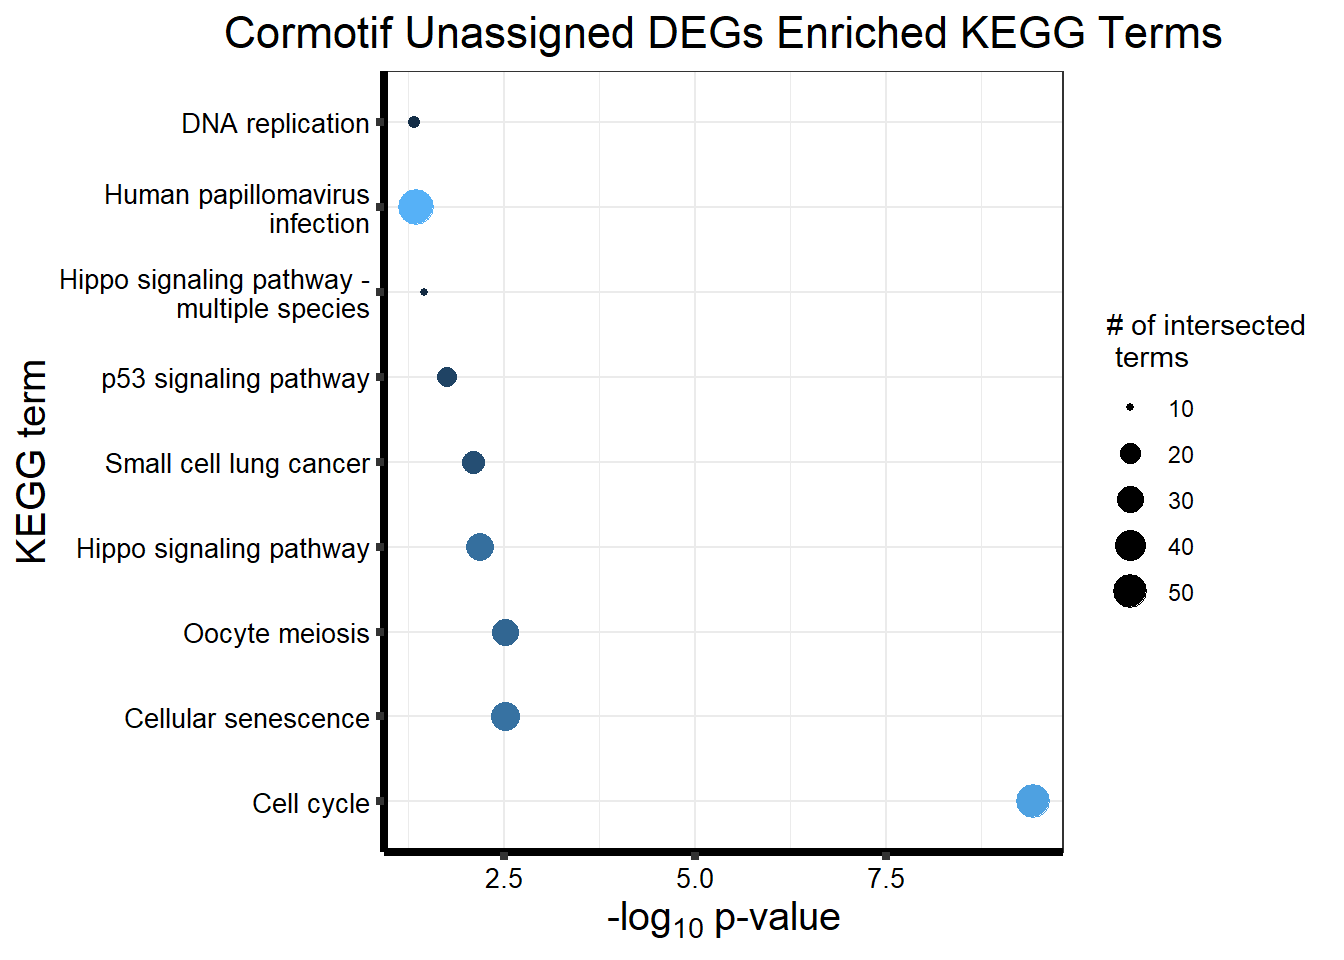 Cormotif Unassigned DEGs Enriched KEGG Terms
KEGG term
DNA replication
Human papillomavirus
infection
Hippo signaling pathway -
multiple species
p53 signaling pathway
Small cell lung cancer
Hippo signaling pathway
Oocyte meiosis
Cellular senescence
Cell cycle
2.5 5.0 7.5
-log10 p-value
# of intersected
terms
10
20
30
40
50